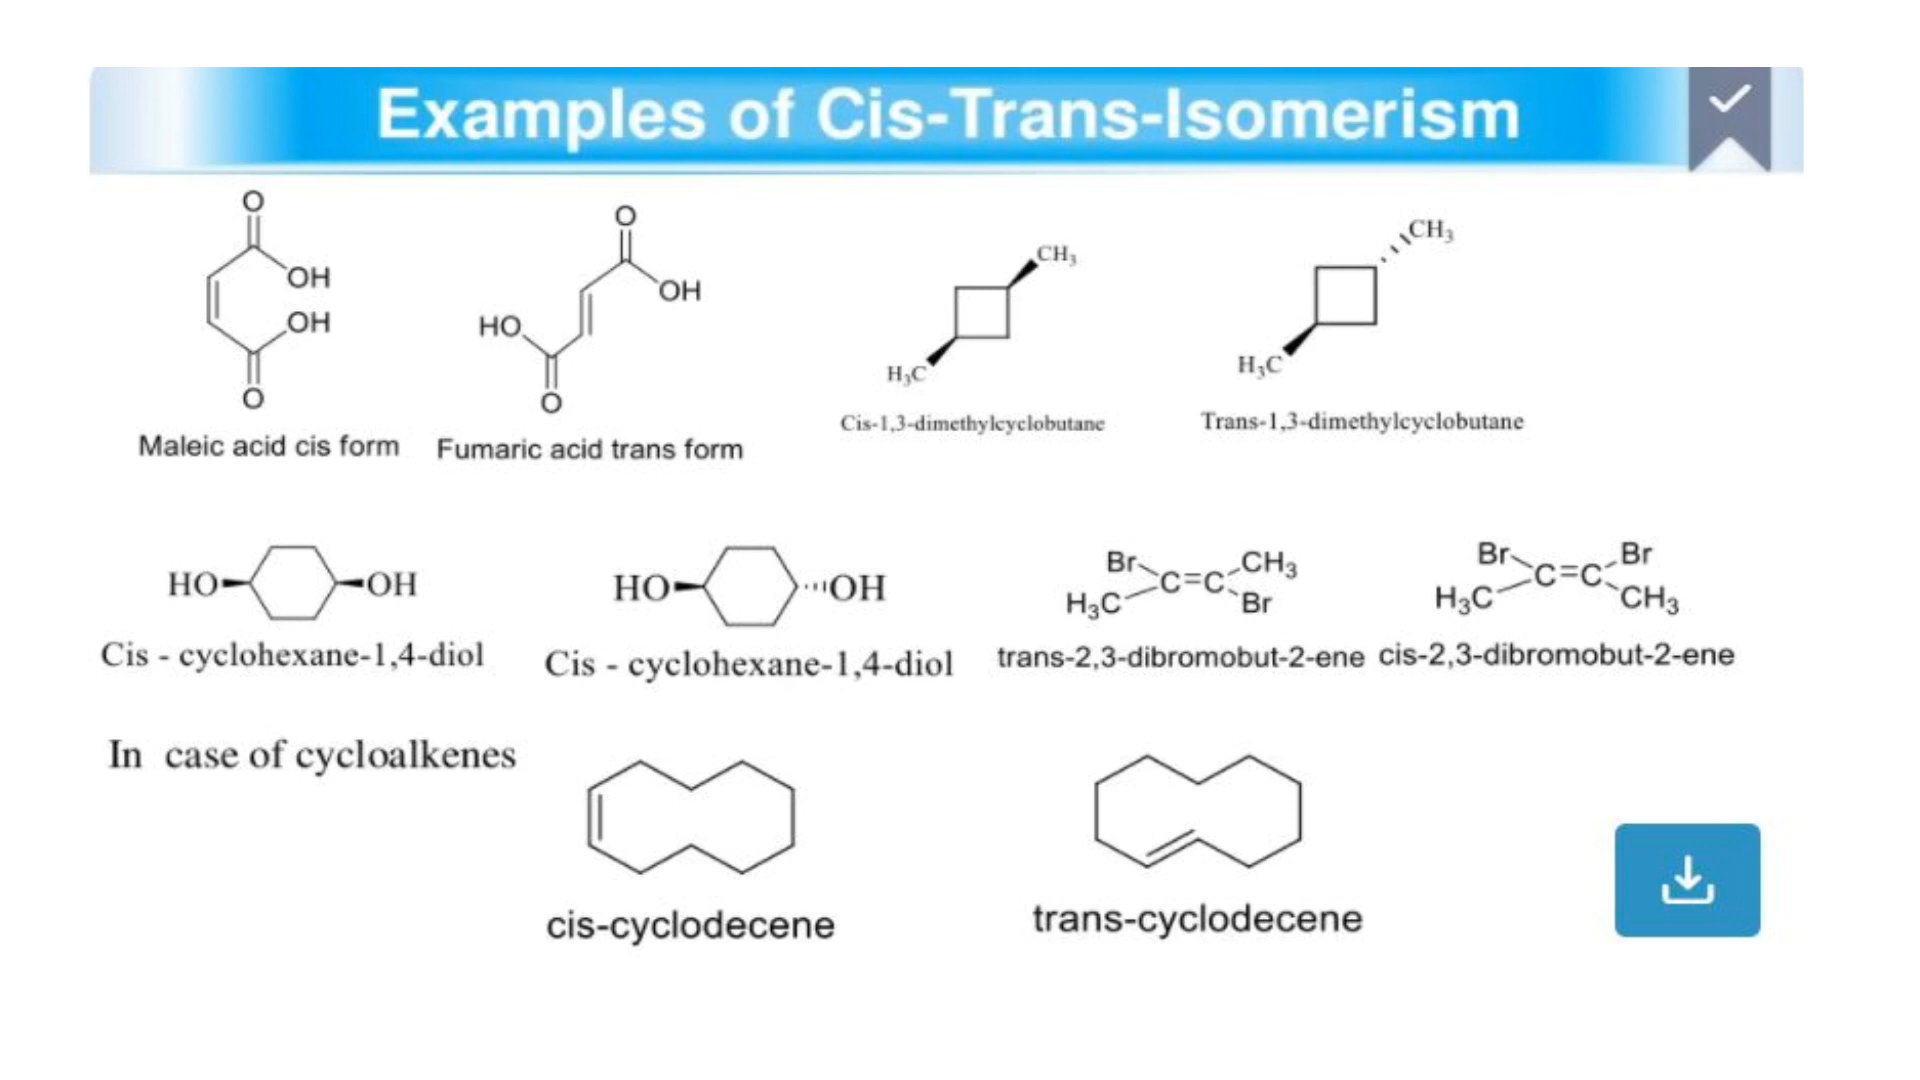 Examples of Cis-Trans-Isomerism
O
OH
OH
O
Maleic acid cis form
O
OH
HO
O
Fumaric acid trans form
CH₃
H₃C
Cis-1,3-dimethylcyclobutane
CH₃
H₃C
Trans-1,3-dimethylcyclobutane
HO OH
Cis - cyclohexane-1,4-diol
HO OH
Cis - cyclohexane-1,4-diol
Br CH₃
C=C
H₃C Br
trans-2,3-dibromobut-2-ene
Br Br
C=C
H₃C CH₃
cis-2,3-dibromobut-2-ene
In case of cycloalkenes
cis-cyclodecene
trans-cyclodecene